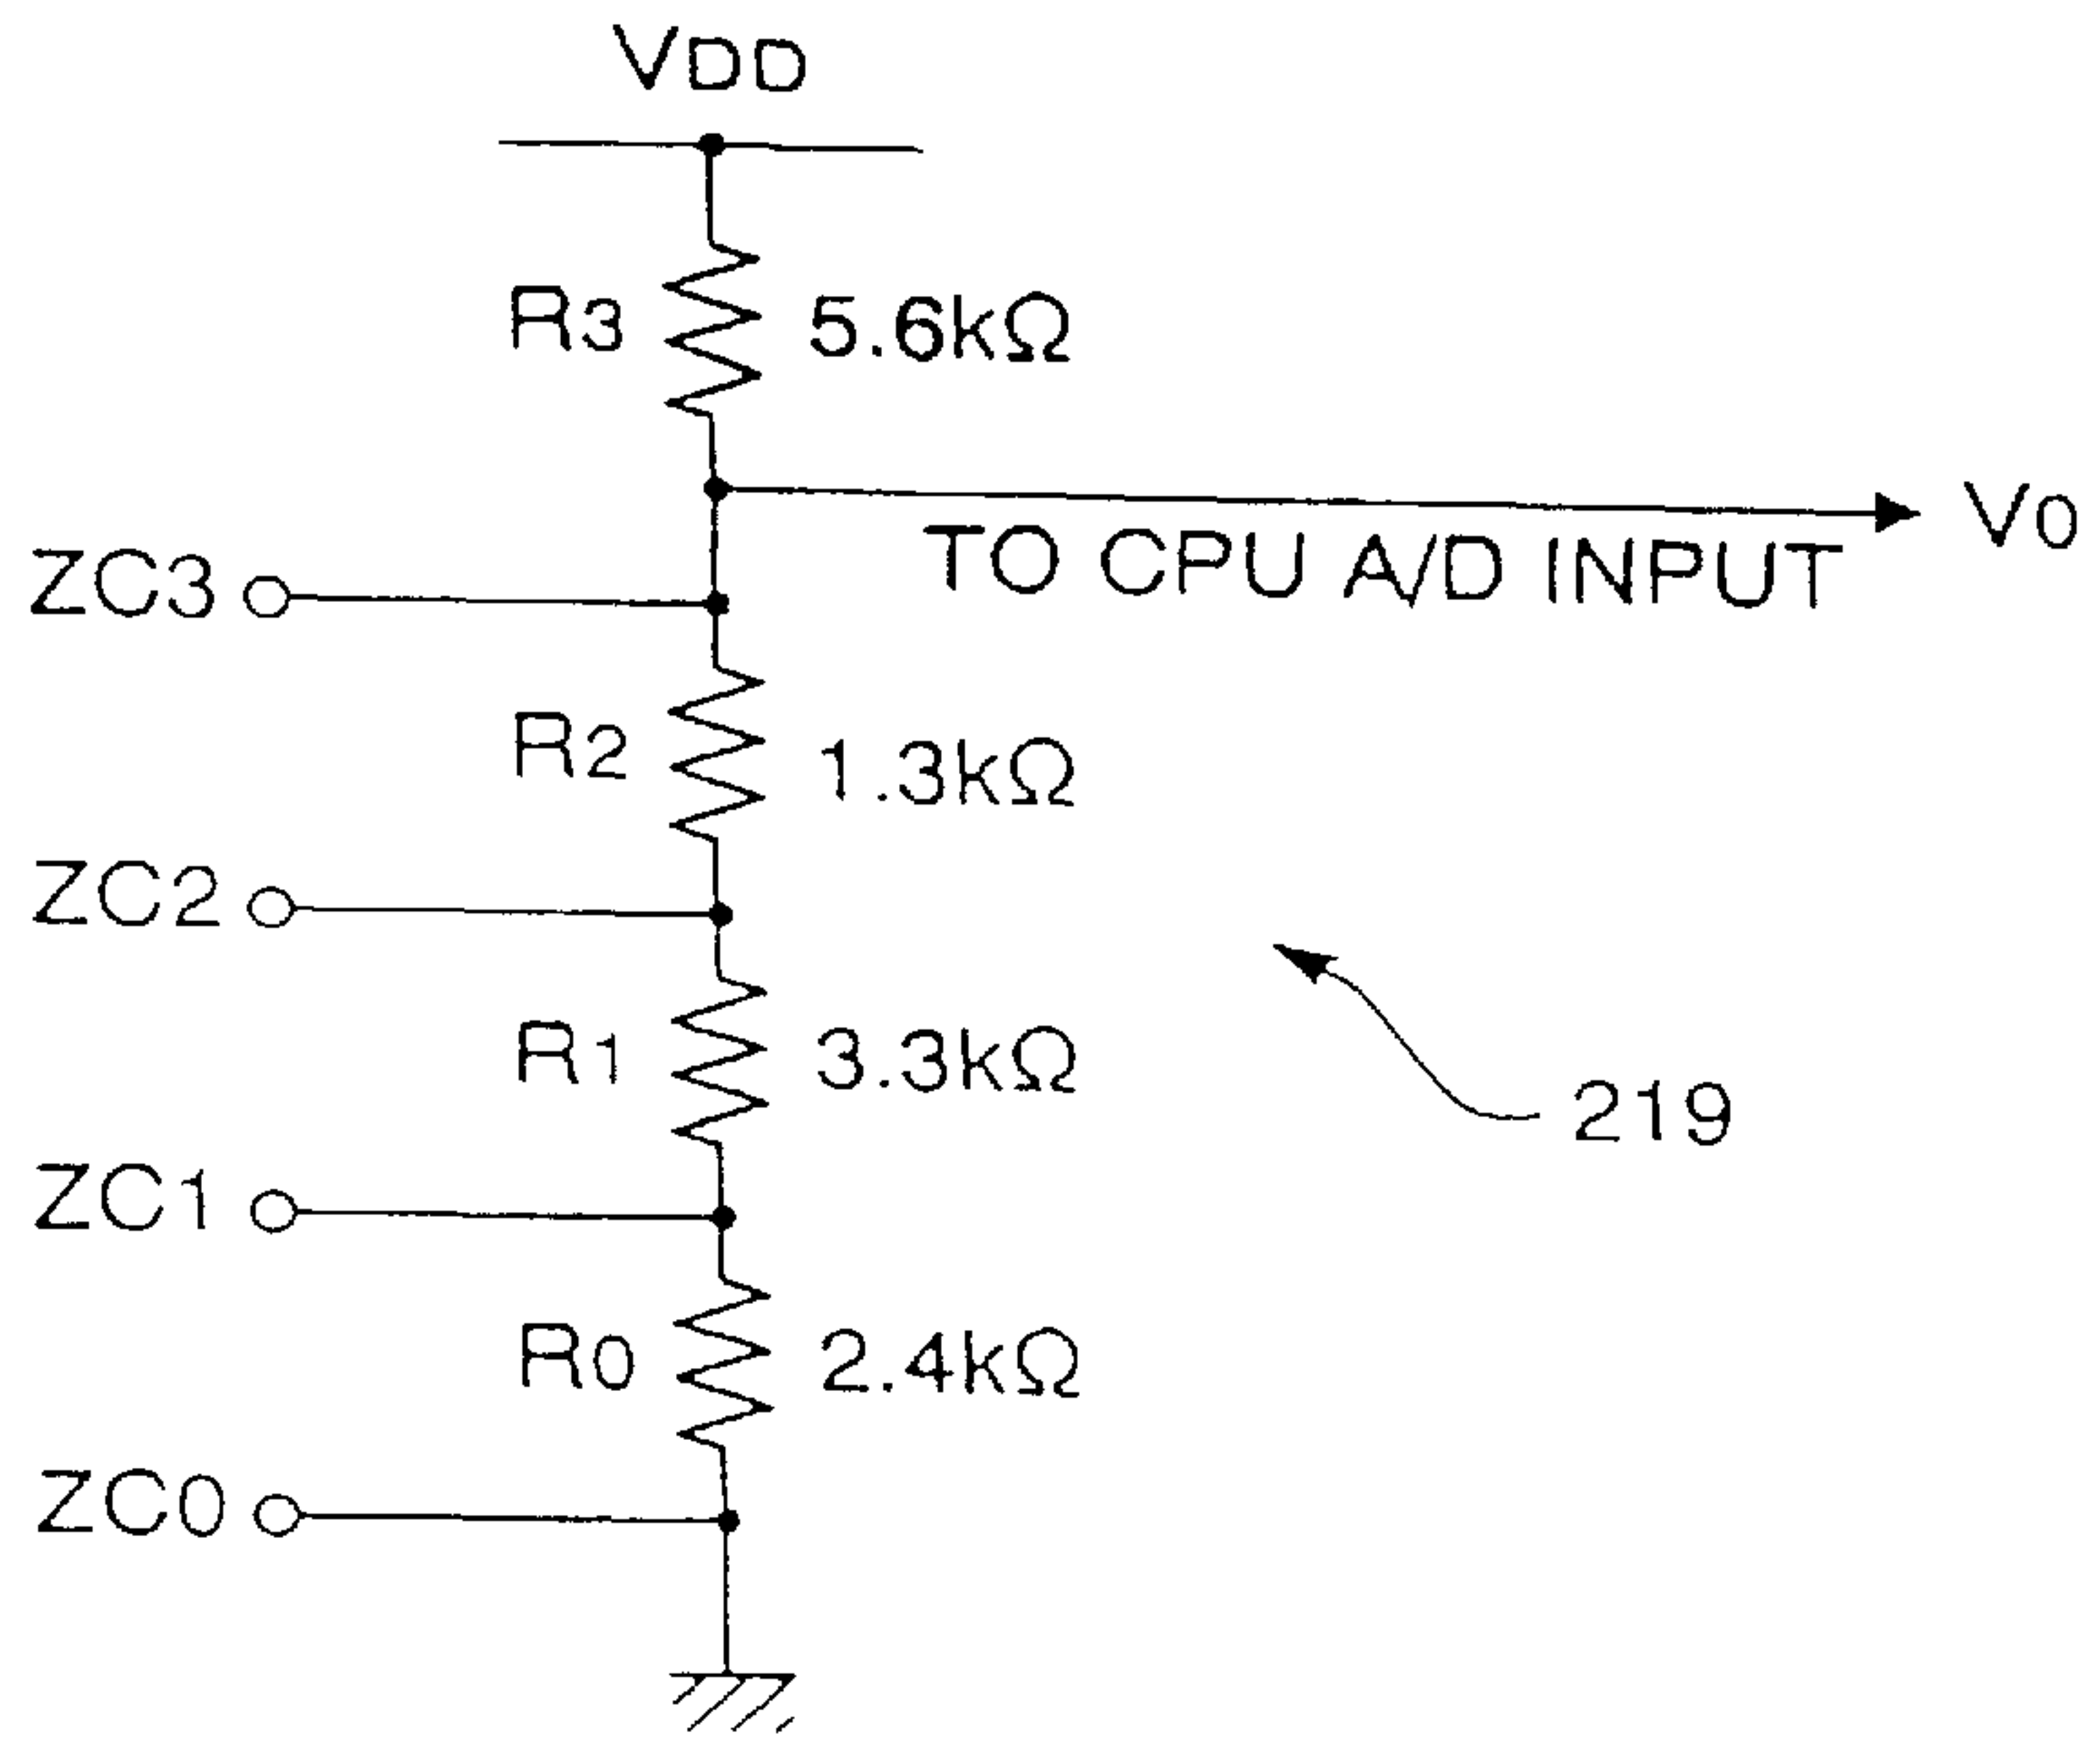 VDD
R3 5.6kΩ
V0
TO CPU A/D INPUT
ZC3
R2 1.3kΩ
ZC2
R1 3.3kΩ
219
ZC1
R0 2.4kΩ
ZC0